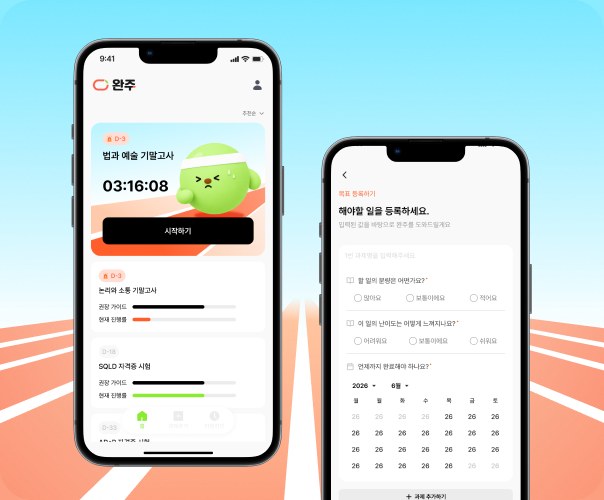 9:41
완주
추천순
D-3
법과 예술 기말고사
03:16:08
시작하기
D-3
논리와 소통 기말고사
권장 가이드
현재 진행률
D-18
SQLD 자격증 시험
권장 가이드
현재 진행률
D-33
ADsP 자격증 시험
홈
목표 등록하기
해야할 일을 등록하세요.
입력된 값을 바탕으로 완주를 도와드릴게요
할 일의 분량은 어떤가요?*
많아요 보통이에요 적어요
이 일의 난이도는 어떻게 느껴지나요?*
어려워요 보통이에요 쉬워요
언제까지 완료해야 하나요?*
2026 6월
월 월 화 수 목 금 토
26 26 26 26 26 26 26
26 26 26 26 26 26 26
26 26 26 26 26 26 26
26 26 26 26 26 26 26
+ 과제 추가하기